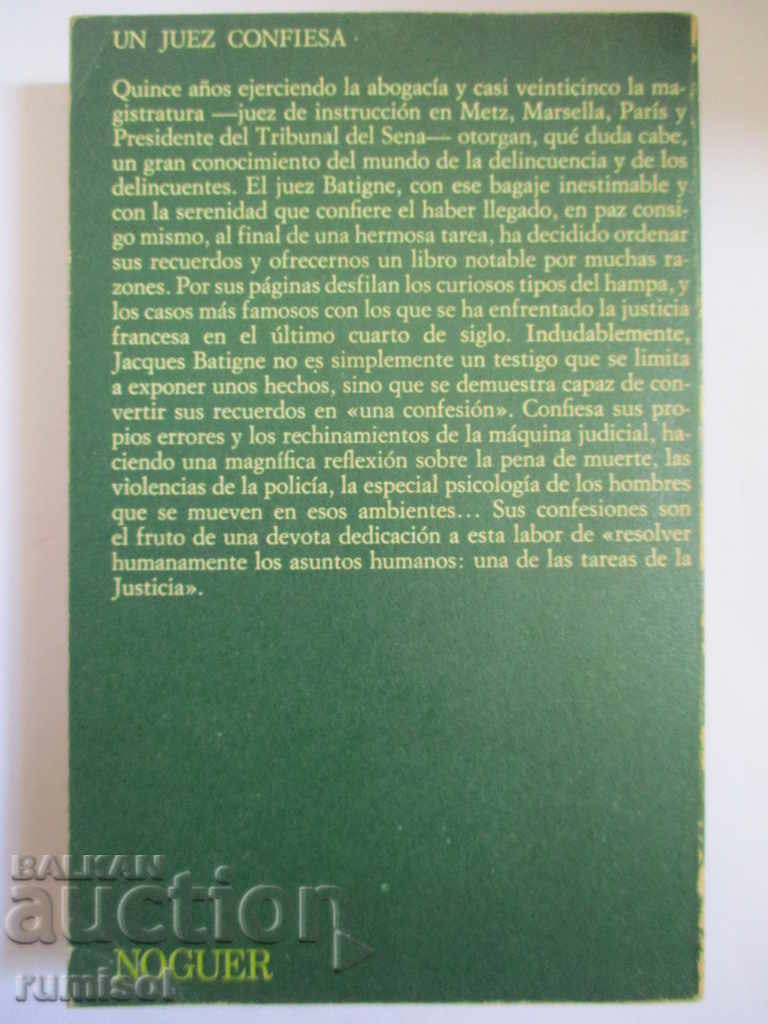 UN JUEZ CONFIESA
Quince años ejerciendo la abogacía y casi veinticinco la ma-
gistratura —juez de instrucción en Metz, Marsella, París y
Presidente del Tribunal del Sena— otorgan, qué duda cabe,
un gran conocimiento del mundo de la delincuencia y de los
delincuentes. El juez Batigne, con ese bagaje inestimable y
con la serenidad que confiere el haber llegado, en paz consi-
go mismo, al final de una hermosa tarea, ha decidido ordenar
sus recuerdos y ofrecernos un libro notable por muchas ra-
zones. Por sus páginas desfilan los curiosos tipos del hampa, y
los casos más famosos con los que se ha enfrentado la justicia
francesa en el último cuarto de siglo. Indudablemente,
Jacques Batigne no es simplemente un testigo que se limita
a exponer unos hechos, sino que se demuestra capaz de con-
vertir sus recuerdos en «una confesión». Confiesa sus pro-
pios errores y los rechinamientos de la máquina judicial, ha-
ciendo una magnífica reflexión sobre la pena de muerte, las
violencias de la policía, la especial psicología de los hombres
que se mueven en esos ambientes... Sus confesiones son
el fruto de una devota dedicación a esta labor de «resolver
humanamente los asuntos humanos: una de las tareas de la
Justicia».
BALKAN
auction
NOGUER
rumisol